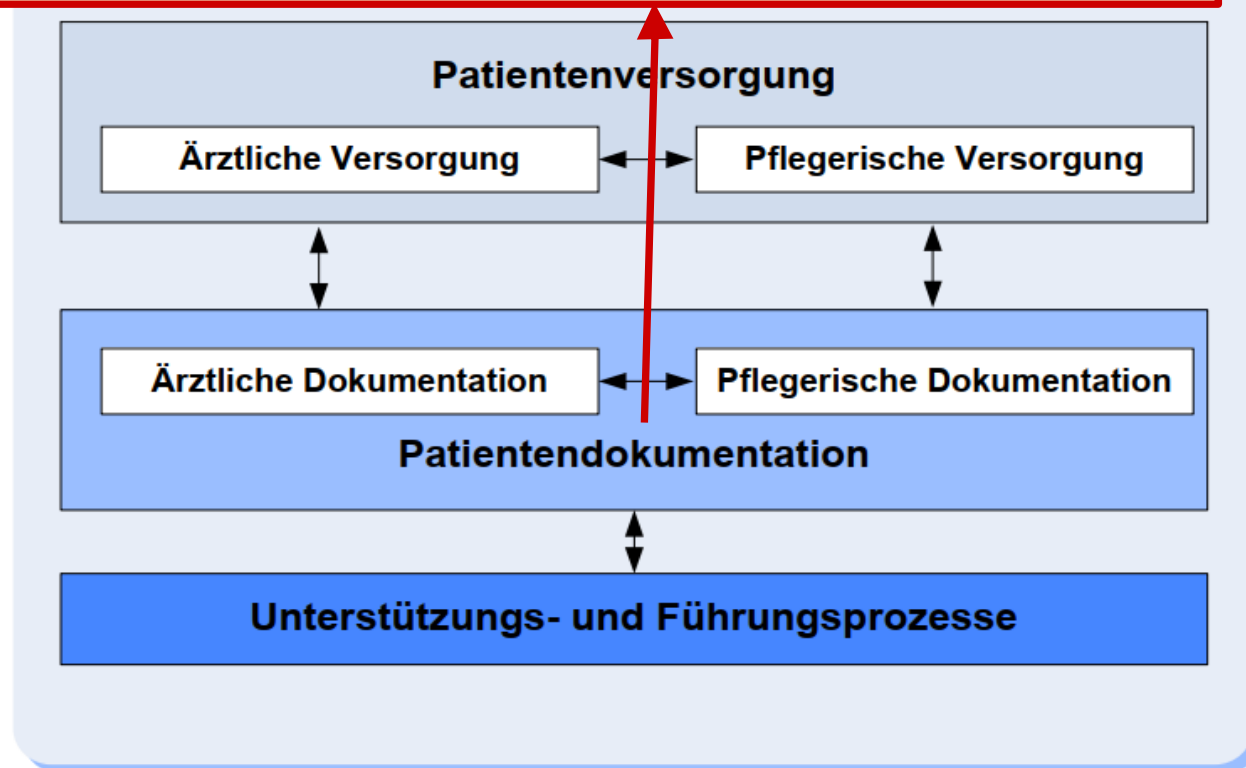 Patientenversorgung
Ärztliche Versorgung
Pflegerische Versorgung
Ärztliche Dokumentation
Pflegerische Dokumentation
Patientendokumentation
Unterstützungs- und Führungsprozesse